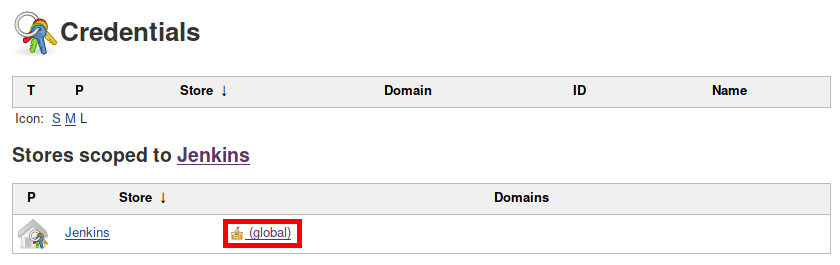 Credentials
T P Store ↓ Domain ID Name
Icon: S M L
Stores scoped to Jenkins
P Store ↓ Domains
Jenkins (global)